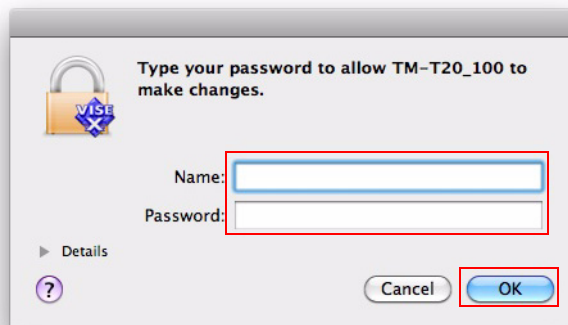 Type your password to allow TM-T20_100 to
make changes.
VISE
X
Name:
Password:
Details
?
Cancel
OK